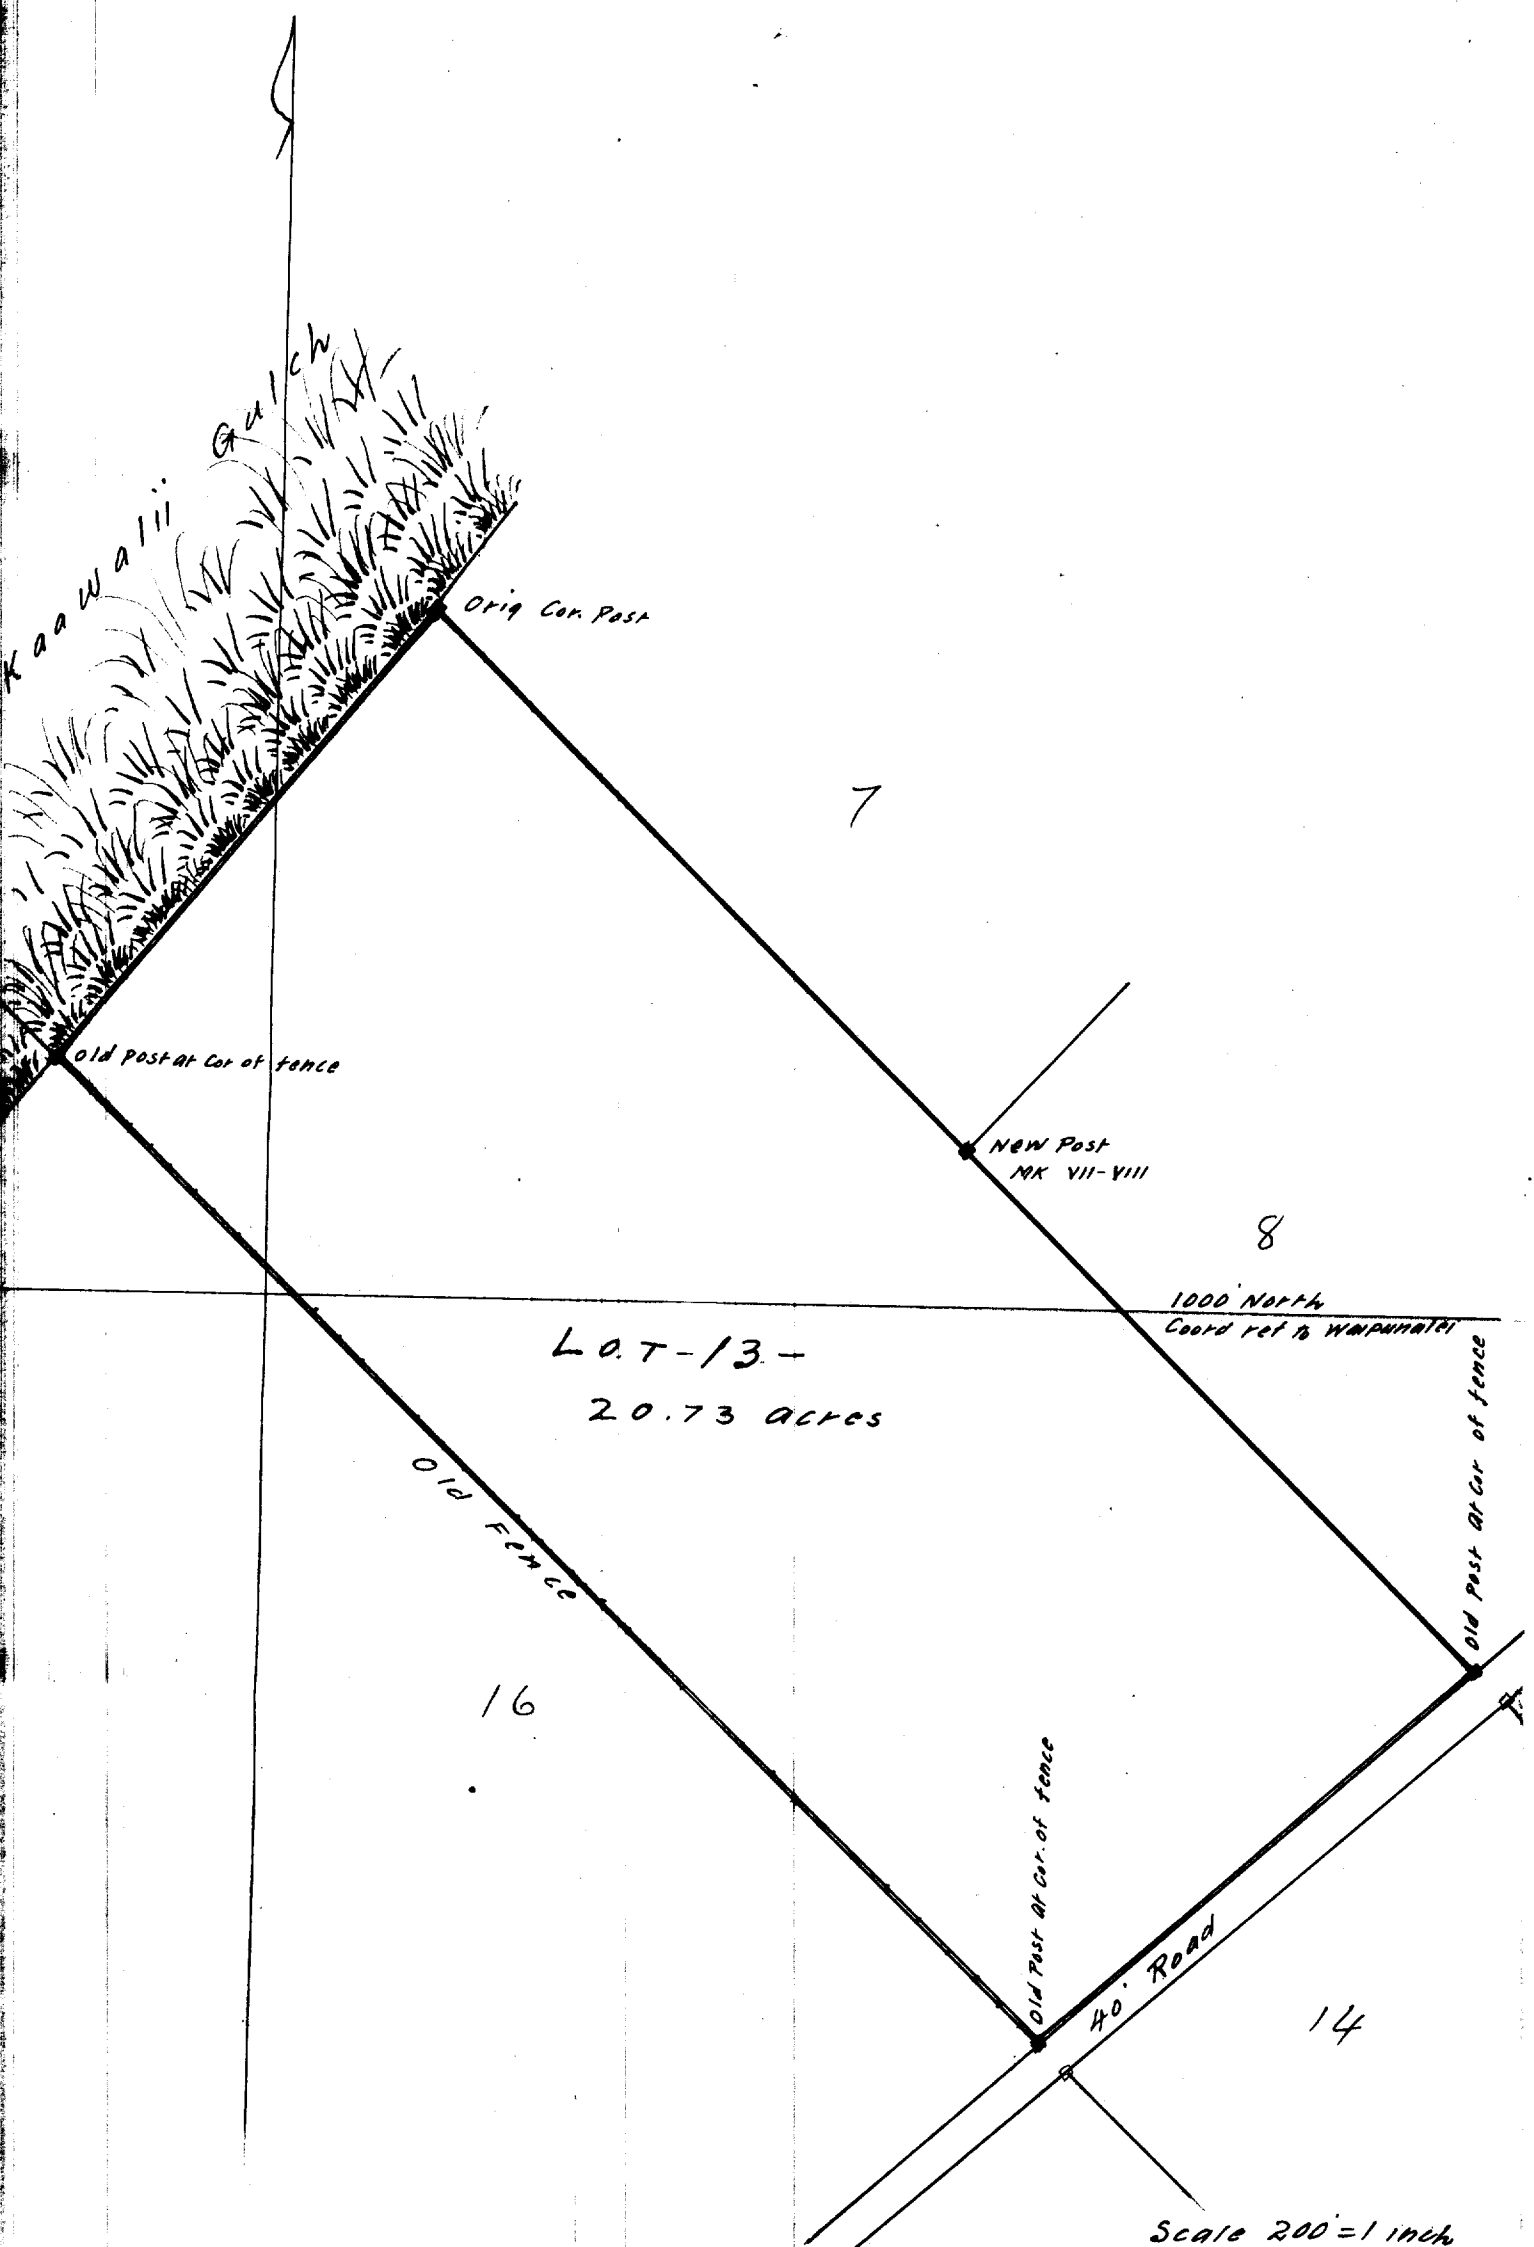 Kaawalii Gulch
Orig Cor. Post
7
Old Post at Cor of fence
New Post
MK VII-VIII
8
1000' North
Coord ref to Waipunalei
LOT-13-
20.73 acres
Old Post at Cor of fence
Old Fence
16
Old Post at Cor. of fence
40' Road
14
Scale 200'=1 inch